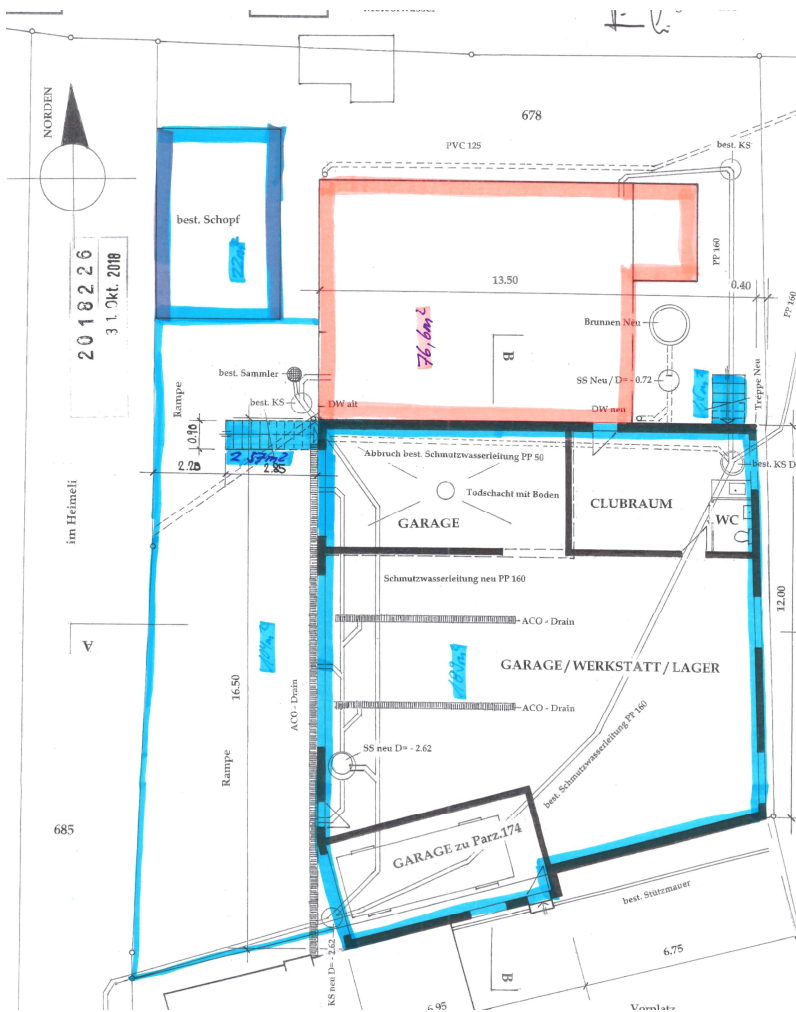 678
NORDEN
PVC 125
best. KS
best. Schopf
22m²
PP 160
2018226
31. Okt. 2018
13.50
0.40
PP 160
76,6m²
B
Brunnen Neu
best. Sammler
SS Neu / D= - 0.72
Treppe Neu
Rampe
best. KS
DW alt
DW neu
0.90
2,57m²
Abbruch best. Schmutzwasserleitung PP 50
best. KS D
2.20
2.85
Todschacht mit Boden
CLUBRAUM
GARAGE
WC
im Heimeli
Schmutzwasserleitung neu PP 160
12.00
ACO - Drain
A
GARAGE/WERKSTATT/LAGER
16.50
ACO - Drain
ACO - Drain
best. Schmutzwasserleitung PP 160
SS neu D= - 2.62
Rampe
685
GARAGE zu Parz.174
best. Stützmauer
KS neu D= - 2.62
B
6.75
6.95
Vorplatz